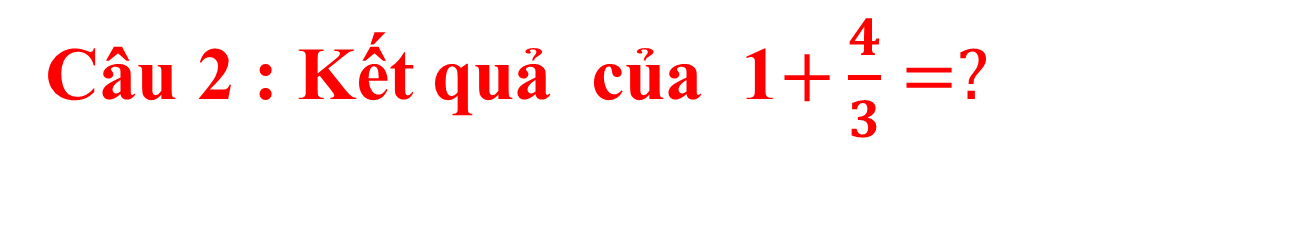 Câu 2 : Kết quả của 1+ 4/3 =?